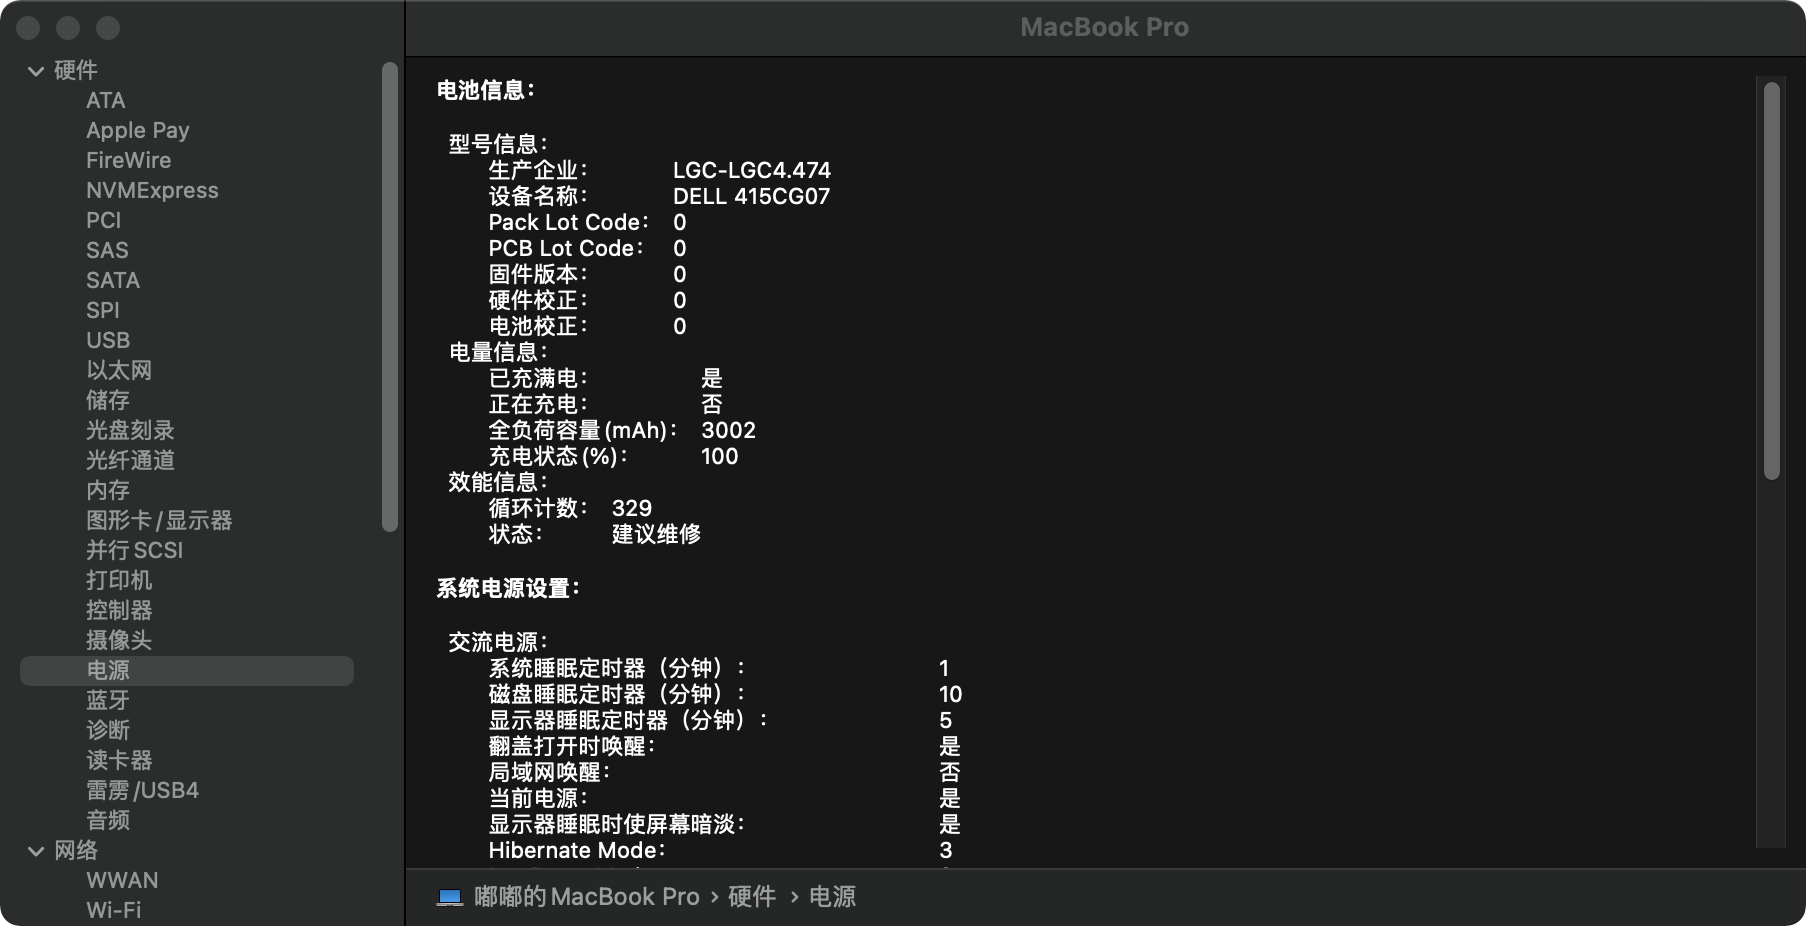 MacBook Pro
硬件
ATA
Apple Pay
FireWire
NVMExpress
PCI
SAS
SATA
SPI
USB
以太网
储存
光盘刻录
光纤通道
内存
图形卡/显示器
并行SCSI
打印机
控制器
摄像头
电源
蓝牙
诊断
读卡器
雷雳/USB4
音频
网络
WWAN
Wi-Fi
电池信息：
型号信息：
生产企业： LGC-LGC4.474
设备名称： DELL 415CG07
Pack Lot Code： 0
PCB Lot Code： 0
固件版本： 0
硬件校正： 0
电池校正： 0
电量信息：
已充满电： 是
正在充电： 否
全负荷容量(mAh)： 3002
充电状态(%)： 100
效能信息：
循环计数： 329
状态： 建议维修
系统电源设置：
交流电源：
系统睡眠定时器（分钟）： 1
磁盘睡眠定时器（分钟）： 10
显示器睡眠定时器（分钟）： 5
翻盖打开时唤醒： 是
局域网唤醒： 否
当前电源： 是
显示器睡眠时使屏幕暗淡： 是
Hibernate Mode： 3
嘟嘟的MacBook Pro › 硬件 › 电源